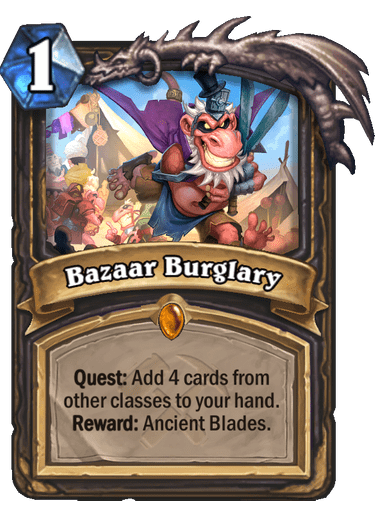 1
Bazaar Burglary
Quest: Add 4 cards from
other classes to your hand.
Reward: Ancient Blades.